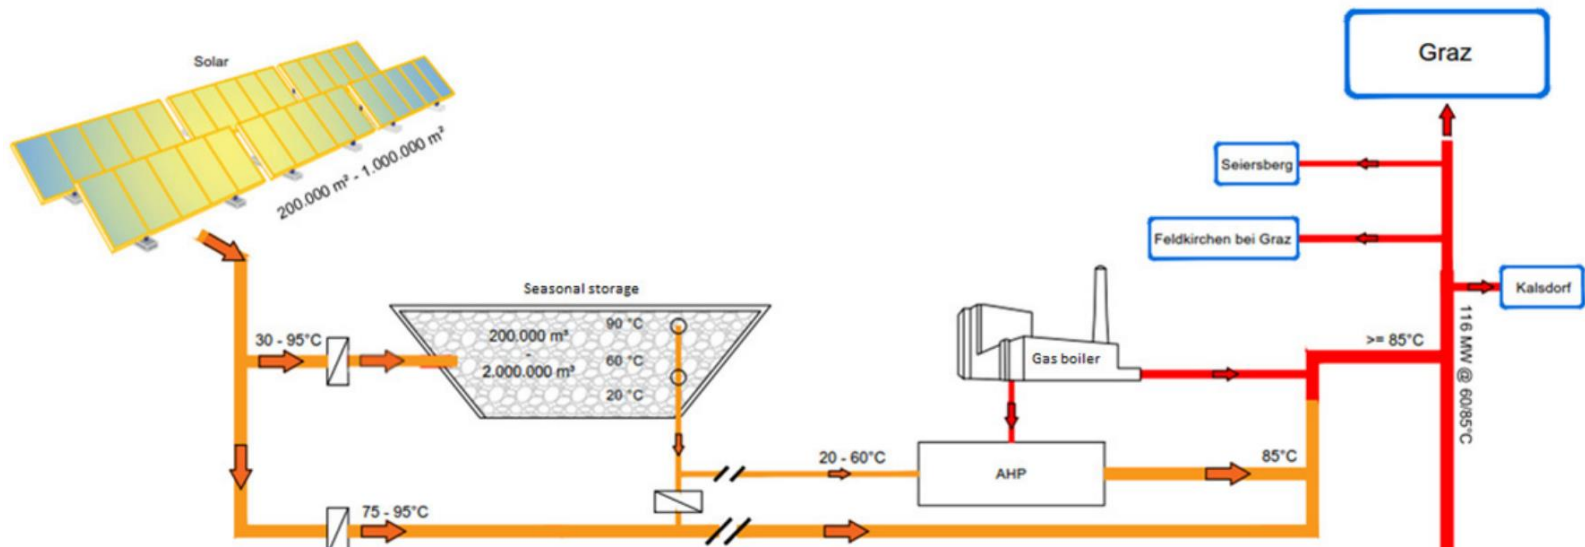 Solar
200.000 m² - 1.000.000 m²
Graz
Seiersberg
Feldkirchen bei Graz
Kalsdorf
Seasonal storage
90 °C
200.000 m³
-
2.000.000 m³
60 °C
20 °C
30 - 95°C
Gas boiler
>= 85°C
116 MW @ 60/85°C
20 - 60°C
AHP
85°C
75 - 95°C